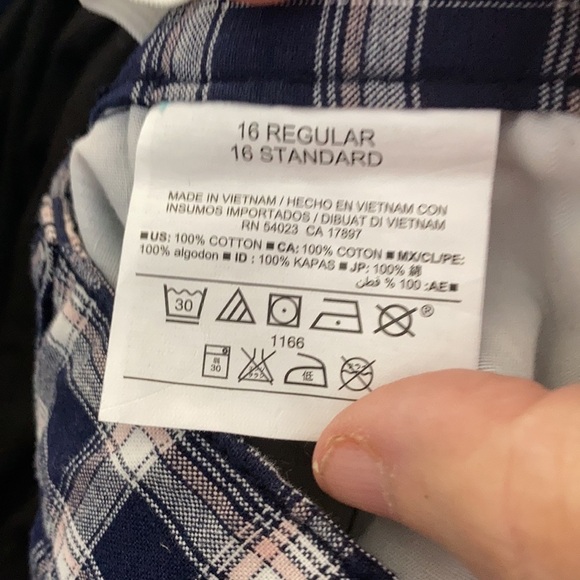 16 REGULAR
16 STANDARD
MADE IN VIETNAM / HECHO EN VIETNAM CON
INSUMOS IMPORTADOS / DIBUAT DI VIETNAM
RN 54023 CA 17897
■US: 100% COTTON ■ CA: 100% COTON ■ MX/CL/PE:
100% algodon ■ ID : 100% KAPAS ■ JP: 100% 綿
■AE: 100 % قطن
30
®
1166
30
低